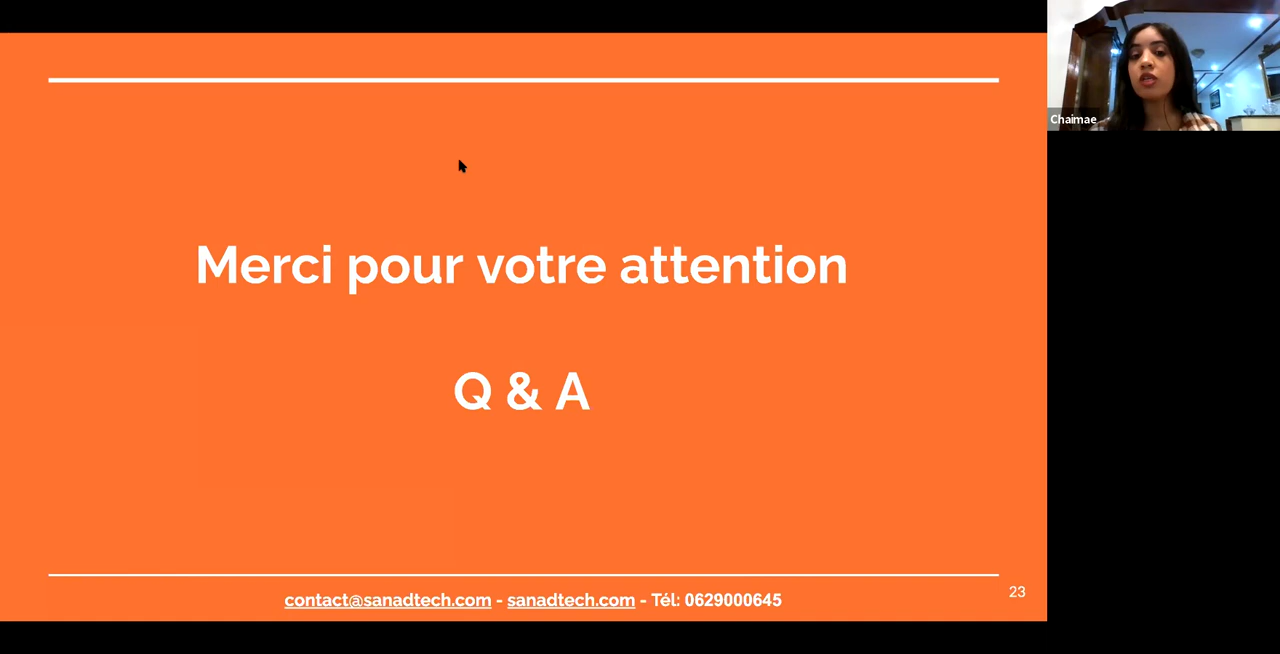 Chaimae
Merci pour votre attention
Q & A
23
contact@sanadtech.com - sanadtech.com - Tél: 0629000645